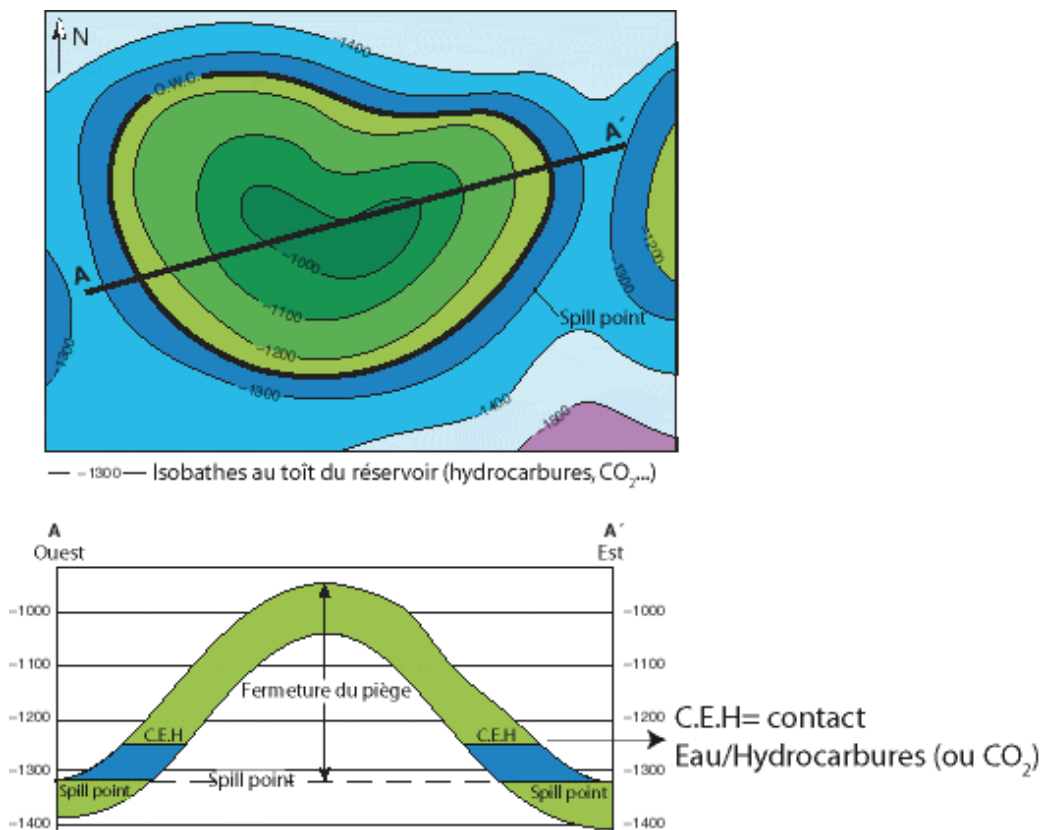 N
-1400
O.W.C.
A´
-1200
-1300
A
-1000
Spill point
-1100
-1200
-1300
-1300
-1400
-1500
— -1300 — Isobathes au toît du réservoir (hydrocarbures, CO₂...)
A A´
Ouest Est
-1000 -1000
-1100 -1100
Fermeture du piège
-1200 -1200
C.E.H C.E.H
C.E.H= contact
Eau/Hydrocarbures (ou CO₂)
-1300 Spill point -1300
Spill point Spill point
-1400 -1400